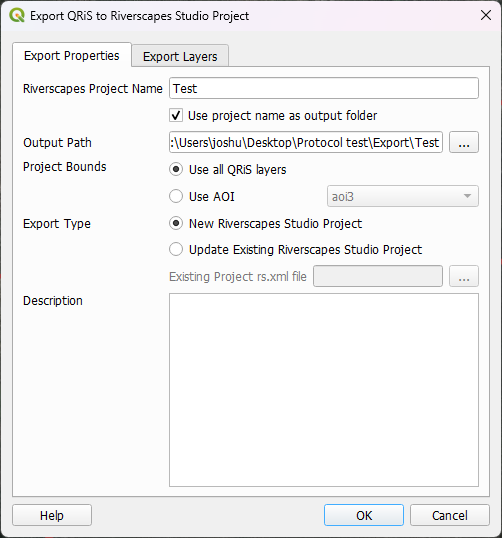 Export QRiS to Riverscapes Studio Project
Export Properties
Export Layers
Riverscapes Project Name
Test
Use project name as output folder
Output Path
:\Users\joshu\Desktop\Protocol test\Export\Test
...
Project Bounds
Use all QRiS layers
Use AOI
aoi3
Export Type
New Riverscapes Studio Project
Update Existing Riverscapes Studio Project
Existing Project rs.xml file
...
Description
Help
OK
Cancel